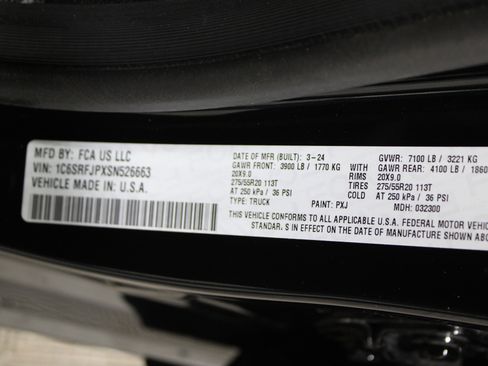 MFD BY: FCA US LLC
VIN: 1C6SRFJPXSN526663
VEHICLE MADE IN U.S.A.
DATE OF MFR (BUILT): 3-24
GAWR FRONT: 3900 LB / 1770 KG
20X9.0
275/55R20 113T
AT 250 kPa / 36 PSI
TYPE: TRUCK
PAINT: PXJ
GVWR: 7100 LB / 3221 KG
GAWR REAR: 4100 LB / 1860
RIMS 20X9.0
TIRES 275/55R20 113T
COLD AT 250 kPa / 36 PSI
MDH: 032300
THIS VEHICLE CONFORMS TO ALL APPLICABLE U.S.A. FEDERAL MOTOR VEHIC
STANDAR. S IN EFFECT ON THE DATE OF MANUFACTURE SHOWN ABO